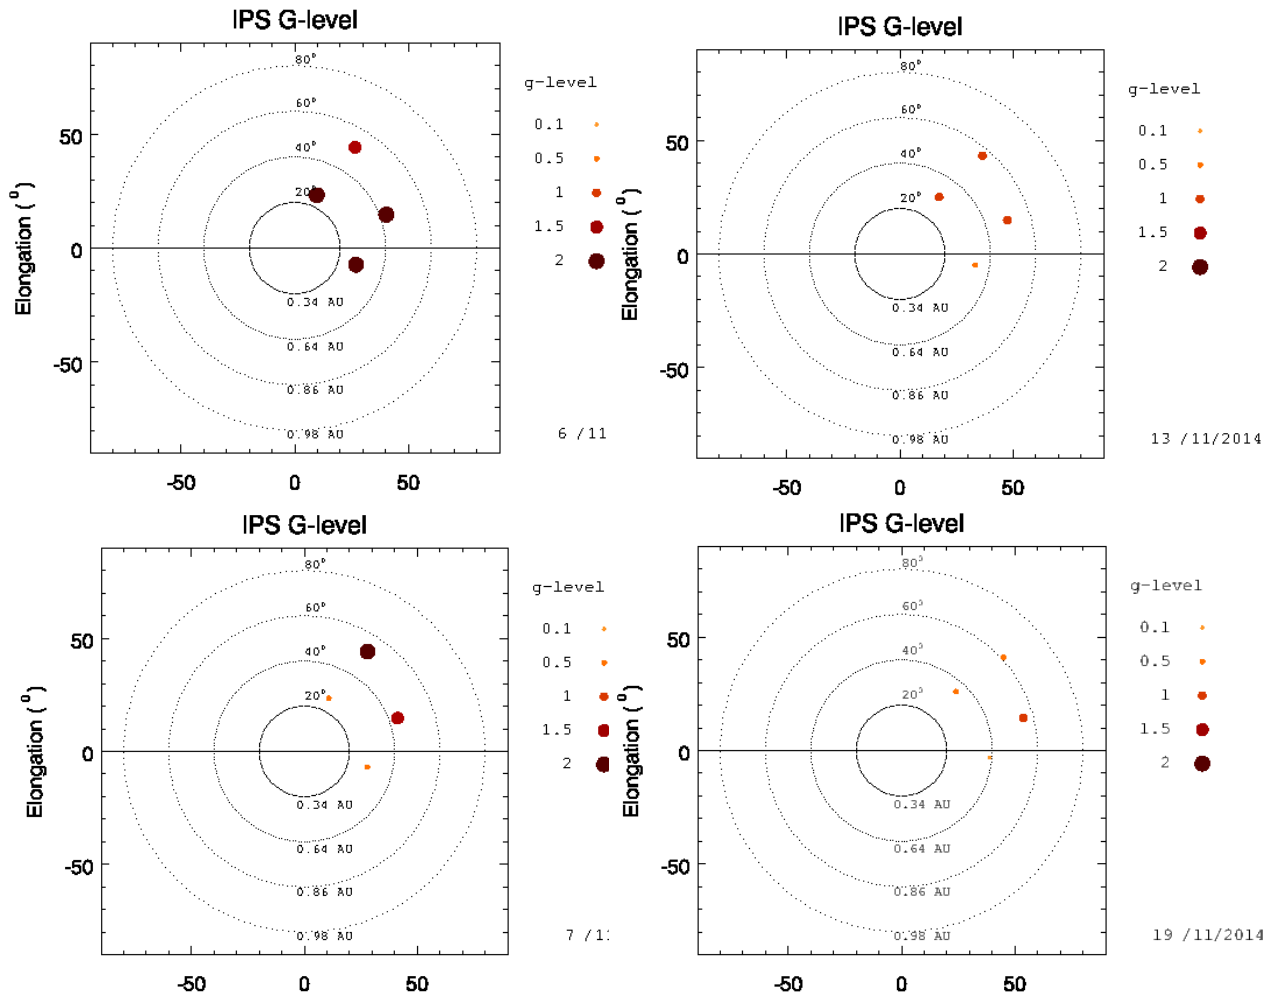 IPS G-level
80°
60°
40°
20°
0.34 AU
0.64 AU
0.86 AU
0.98 AU
50
0
-50
Elongation (°)
-50 0 50
g-level
0.1
0.5
1
1.5
2
6 /11
IPS G-level
80°
60°
40°
20°
0.34 AU
0.64 AU
0.86 AU
0.98 AU
50
0
-50
Elongation (°)
-50 0 50
g-level
0.1
0.5
1
1.5
2
13 /11/2014
IPS G-level
80°
60°
40°
20°
0.34 AU
0.64 AU
0.86 AU
0.98 AU
50
0
-50
Elongation (°)
-50 0 50
g-level
0.1
0.5
1
1.5
2
7 /11
IPS G-level
80°
60°
40°
20°
0.34 AU
0.64 AU
0.86 AU
0.98 AU
50
0
-50
Elongation (°)
-50 0 50
g-level
0.1
0.5
1
1.5
2
19 /11/2014